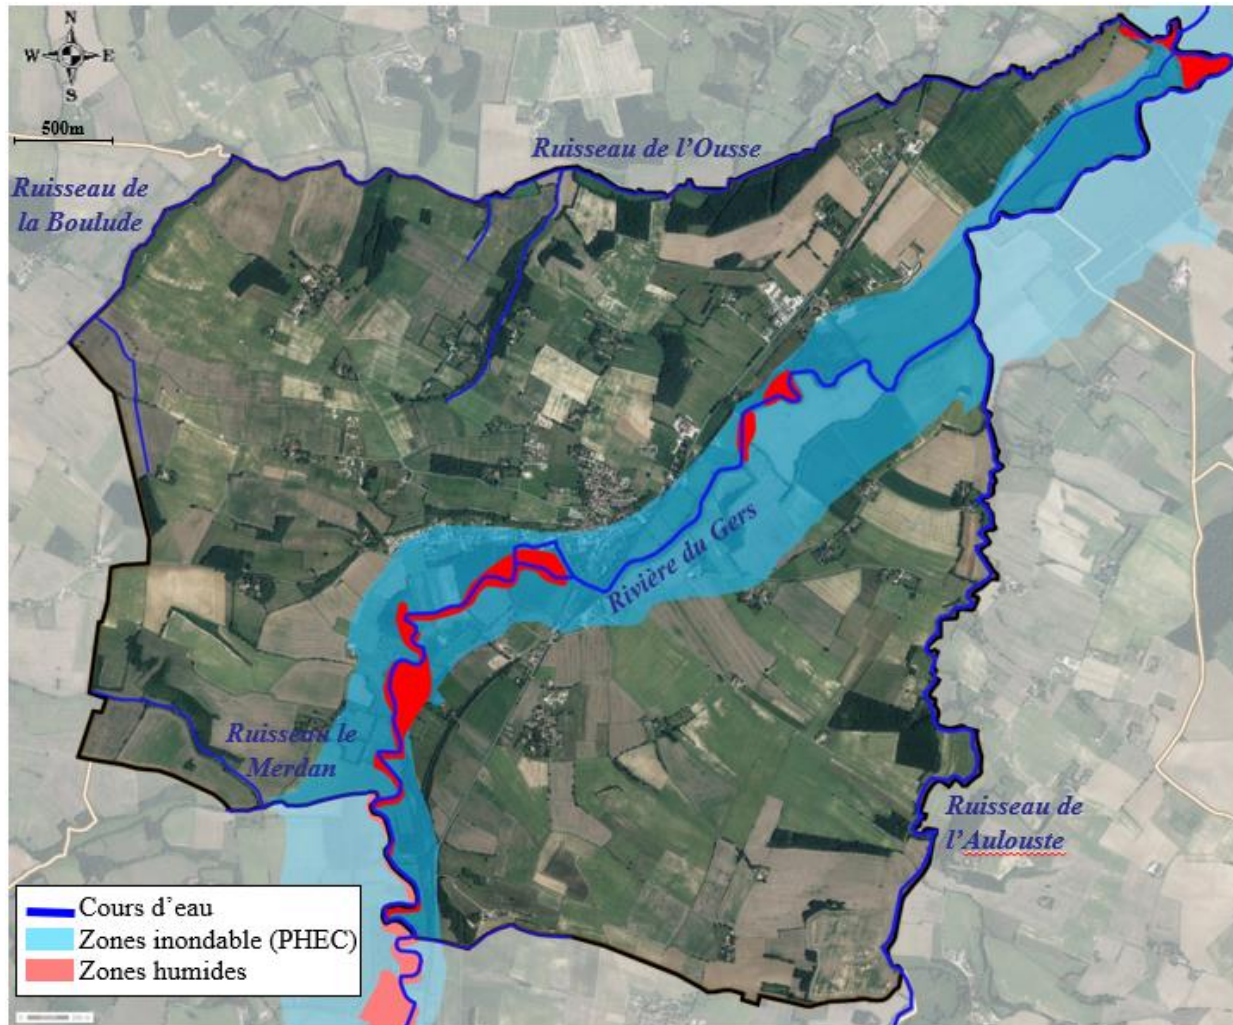 N
W E
S
500m
Ruisseau de l'Ousse
Ruisseau de
la Boulude
Rivière du Gers
Ruisseau le
Merdan
Ruisseau de
l'Aulouste
Cours d'eau
Zones inondable (PHEC)
Zones humides